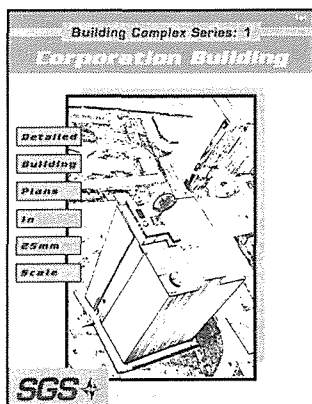 Building Complex Series: 1
Corporation Building
Detailed
Building
Plans
In
25mm
Scale
SGS